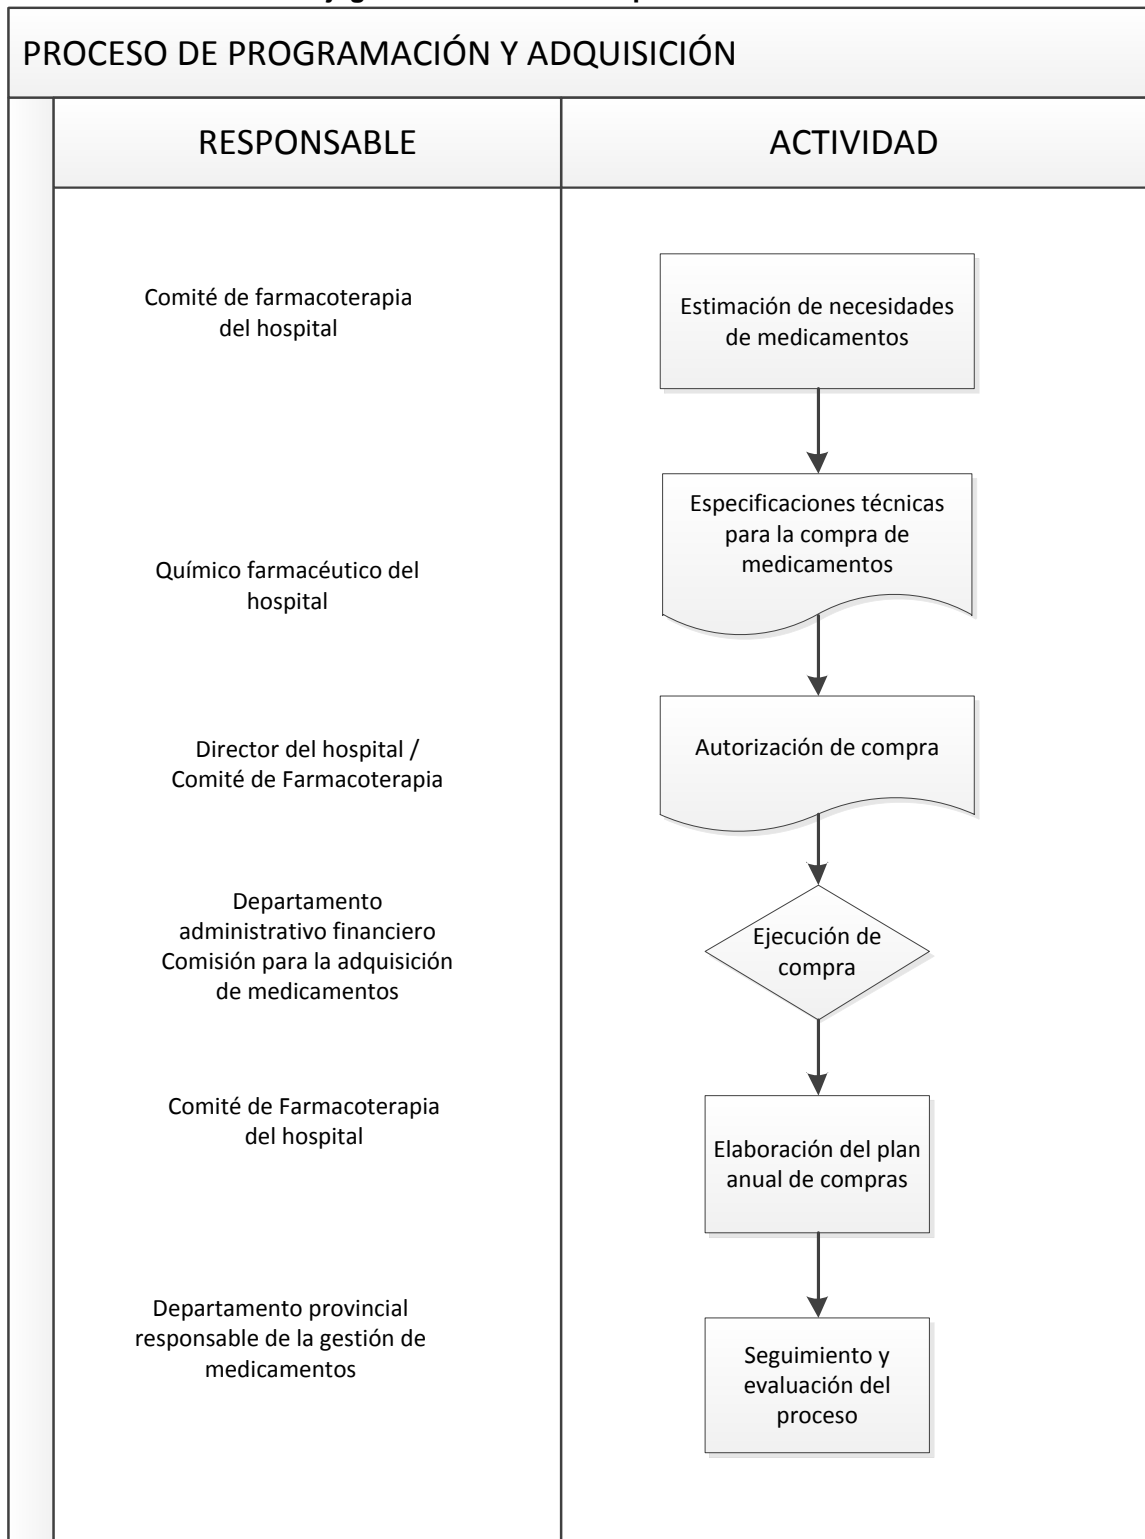 PROCESO DE PROGRAMACIÓN Y ADQUISICIÓN
RESPONSABLE
ACTIVIDAD
Comité de farmacoterapia
del hospital
Estimación de necesidades
de medicamentos
Químico farmacéutico del
hospital
Especificaciones técnicas
para la compra de
medicamentos
Director del hospital /
Comité de Farmacoterapia
Autorización de compra
Departamento
administrativo financiero
Comisión para la adquisición
de medicamentos
Ejecución de
compra
Comité de Farmacoterapia
del hospital
Elaboración del plan
anual de compras
Departamento provincial
responsable de la gestión de
medicamentos
Seguimiento y
evaluación del
proceso